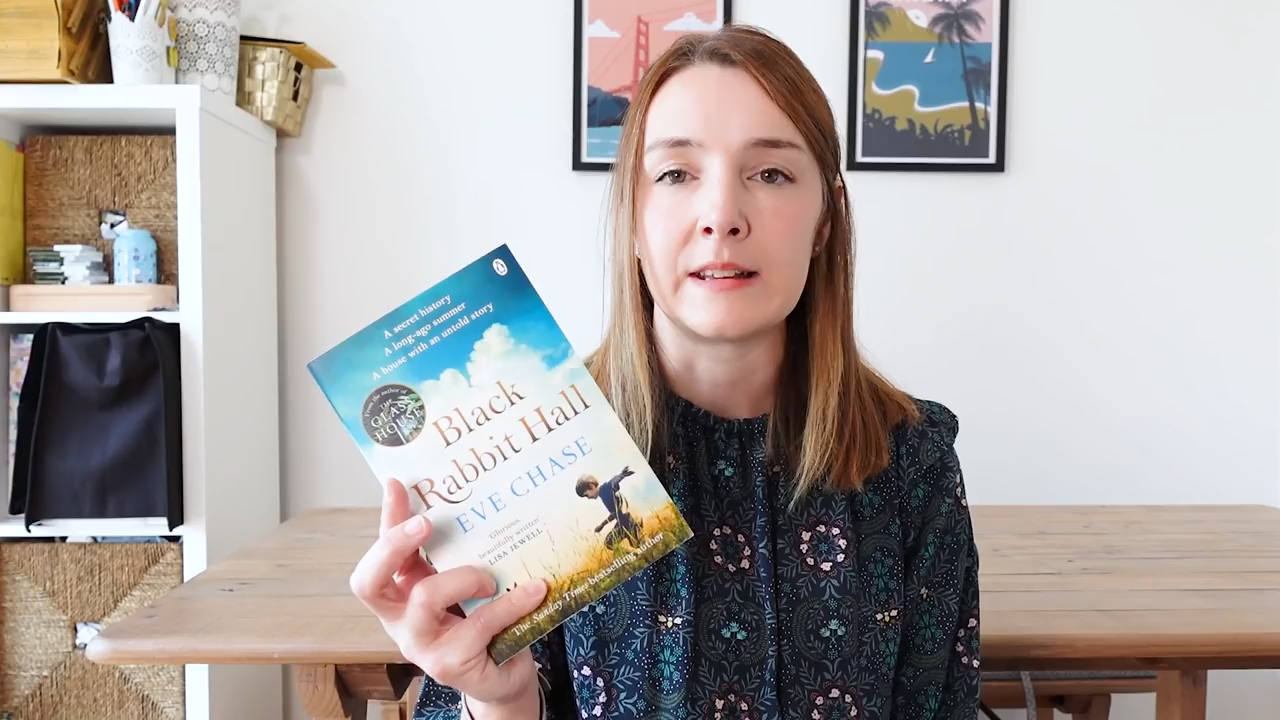 A secret history
A long-ago summer
A house with an untold story
From the author of
THE
GLASS
HOUSE
Black
Rabbit Hall
EVE CHASE
'Glorious,
beautifully written'
LISA JEWELL
The Sunday Times bestselling author